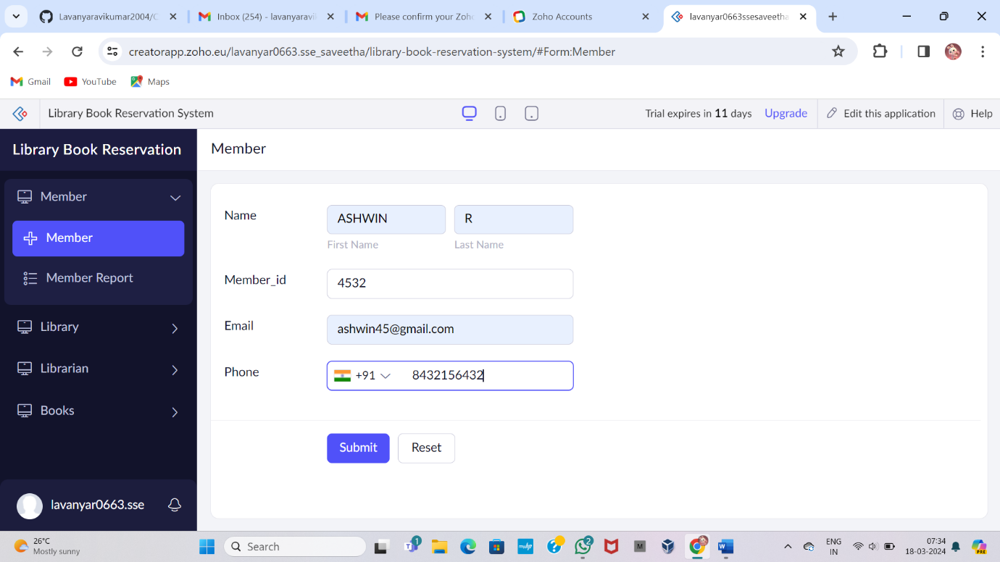 Lavanyaravikumar2004/C
Inbox (254) - lavanyaravi
Please confirm your Zoho
Zoho Accounts
lavanyar0663ssesaveetha
creatorapp.zoho.eu/lavanyar0663.sse_saveetha/library-book-reservation-system/#Form:Member
Gmail
YouTube
Maps
Library Book Reservation System
Trial expires in 11 days
Upgrade
Edit this application
Help
Library Book Reservation
Member
Member
Member
Member Report
Library
Librarian
Books
lavanyar0663.sse
Name
ASHWIN
R
First Name
Last Name
Member_id
4532
Email
ashwin45@gmail.com
Phone
+91
8432156432
Submit
Reset
26°C
Mostly sunny
Search
1
2
ENG
IN
07:34
18-03-2024